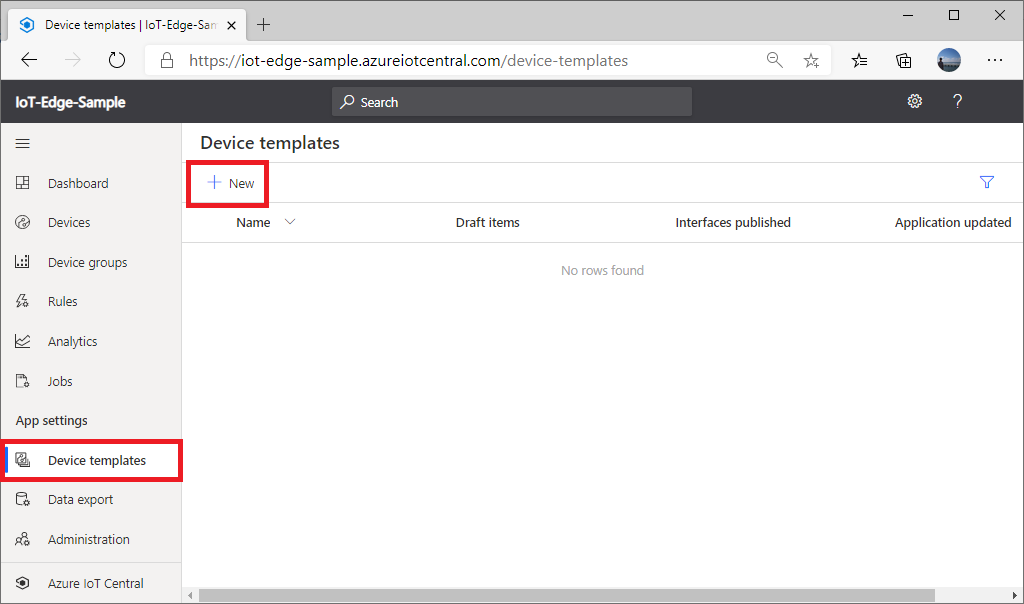 Device templates | IoT-Edge-Sam
https://iot-edge-sample.azureiotcentral.com/device-templates
IoT-Edge-Sample
Search
?
Device templates
New
Name
Draft items
Interfaces published
Application updated
No rows found
Dashboard
Devices
Device groups
Rules
Analytics
Jobs
App settings
Device templates
Data export
Administration
Azure IoT Central